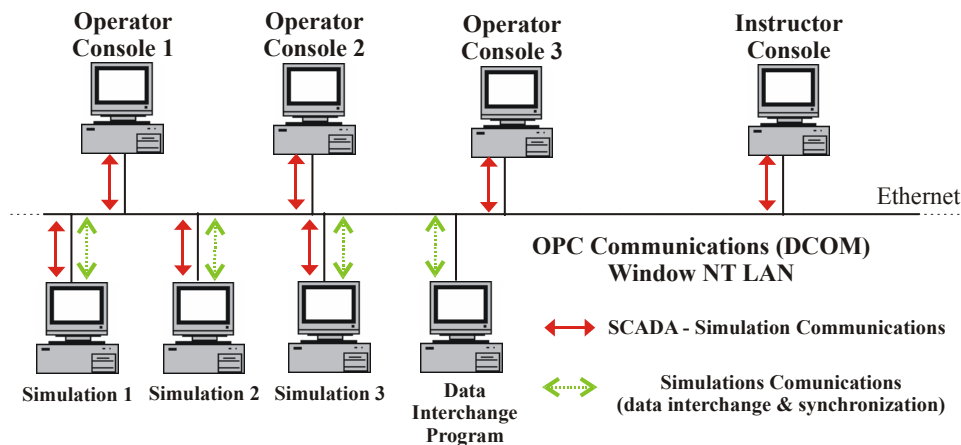 Operator
Console 1
Operator
Console 2
Operator
Console 3
Instructor
Console
Ethernet
OPC Communications (DCOM)
Window NT LAN
SCADA - Simulation Communications
Simulations Comunications
(data interchange & synchronization)
Simulation 1
Simulation 2
Simulation 3
Data
Interchange
Program